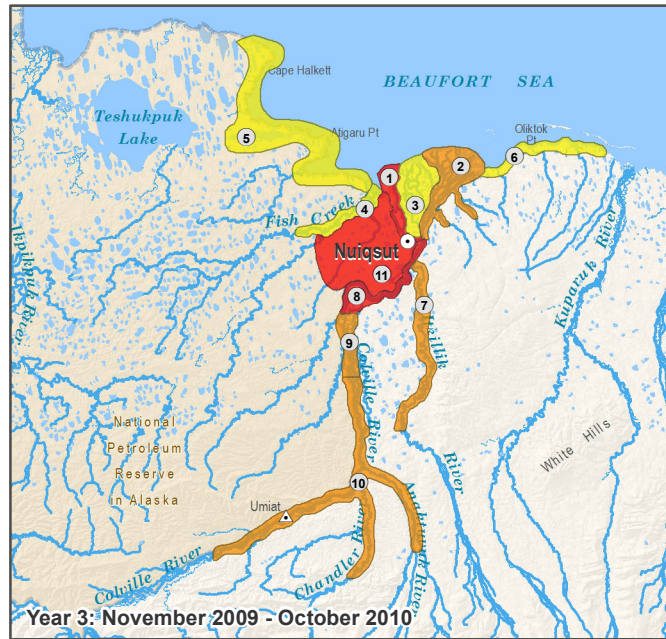 Cape Halkett
BEAUFORT SEA
Teshukpuk
Lake
Atigaru Pt
Oliktok
Pt
5
6
2
1
3
4
Fish Creek
Nuiqsut
11
8
7
9
10
Ikpikpuk River
Kuparuk River
Colville River
River
White Hills
National
Petroleum
Reserve
in Alaska
Umiat
Colville River
Chandler River
Anaktuvuk River
Year 3: November 2009 - October 2010